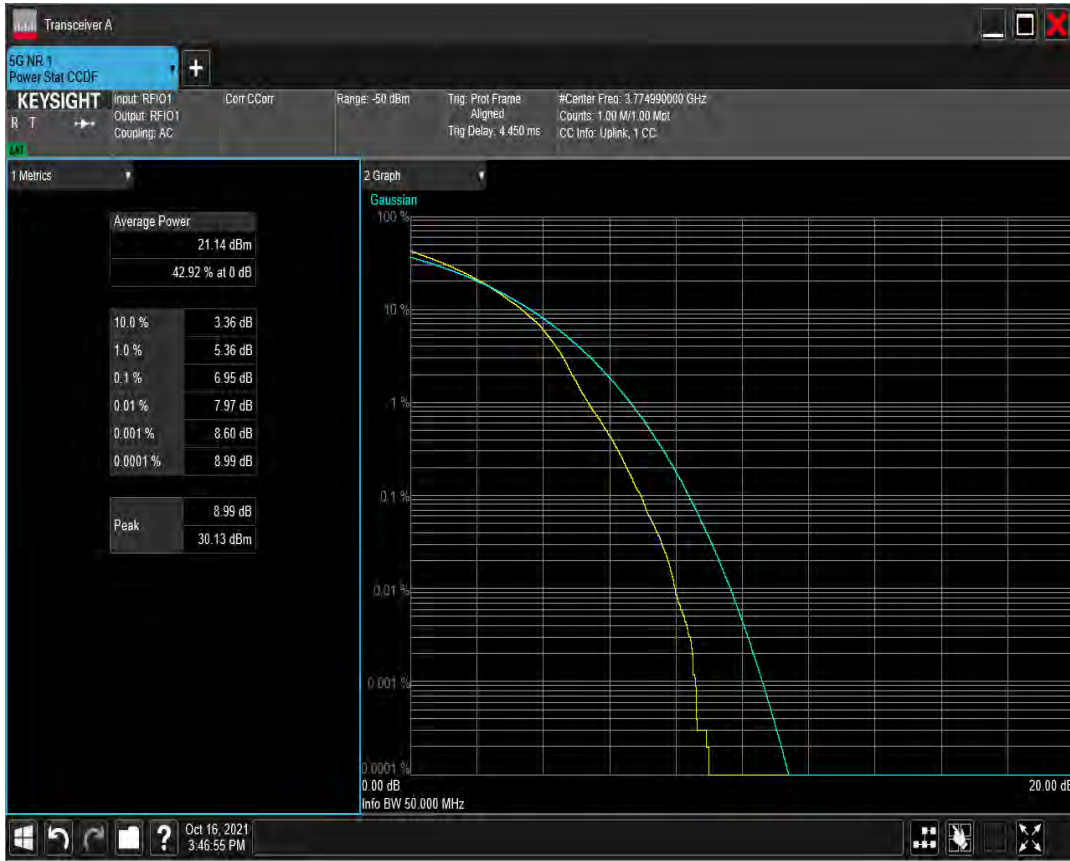 Transceiver A
5G NR 1
Power Stat CCDF
+
KEYSIGHT
R T
LXI
Input: RFIO1
Output: RFIO1
Coupling: AC
Corr CCorr
Range: -50 dBm
Trig: Prot Frame
Aligned
Trig Delay: 4.450 ms
#Center Freq: 3.774990000 GHz
Counts: 1.00 M/1.00 Mpt
CC Info: Uplink, 1 CC
1 Metrics
Average Power
21.14 dBm
42.92 % at 0 dB
10.0 % 3.36 dB
1.0 % 5.36 dB
0.1 % 6.95 dB
0.01 % 7.97 dB
0.001 % 8.60 dB
0.0001 % 8.99 dB
Peak 8.99 dB
30.13 dBm
2 Graph
Gaussian
100 %
10 %
1 %
0.1 %
0.01 %
0.001 %
0.0001 %
0.00 dB 20.00 dB
Info BW 50.000 MHz
?
Oct 16, 2021
3:46:55 PM